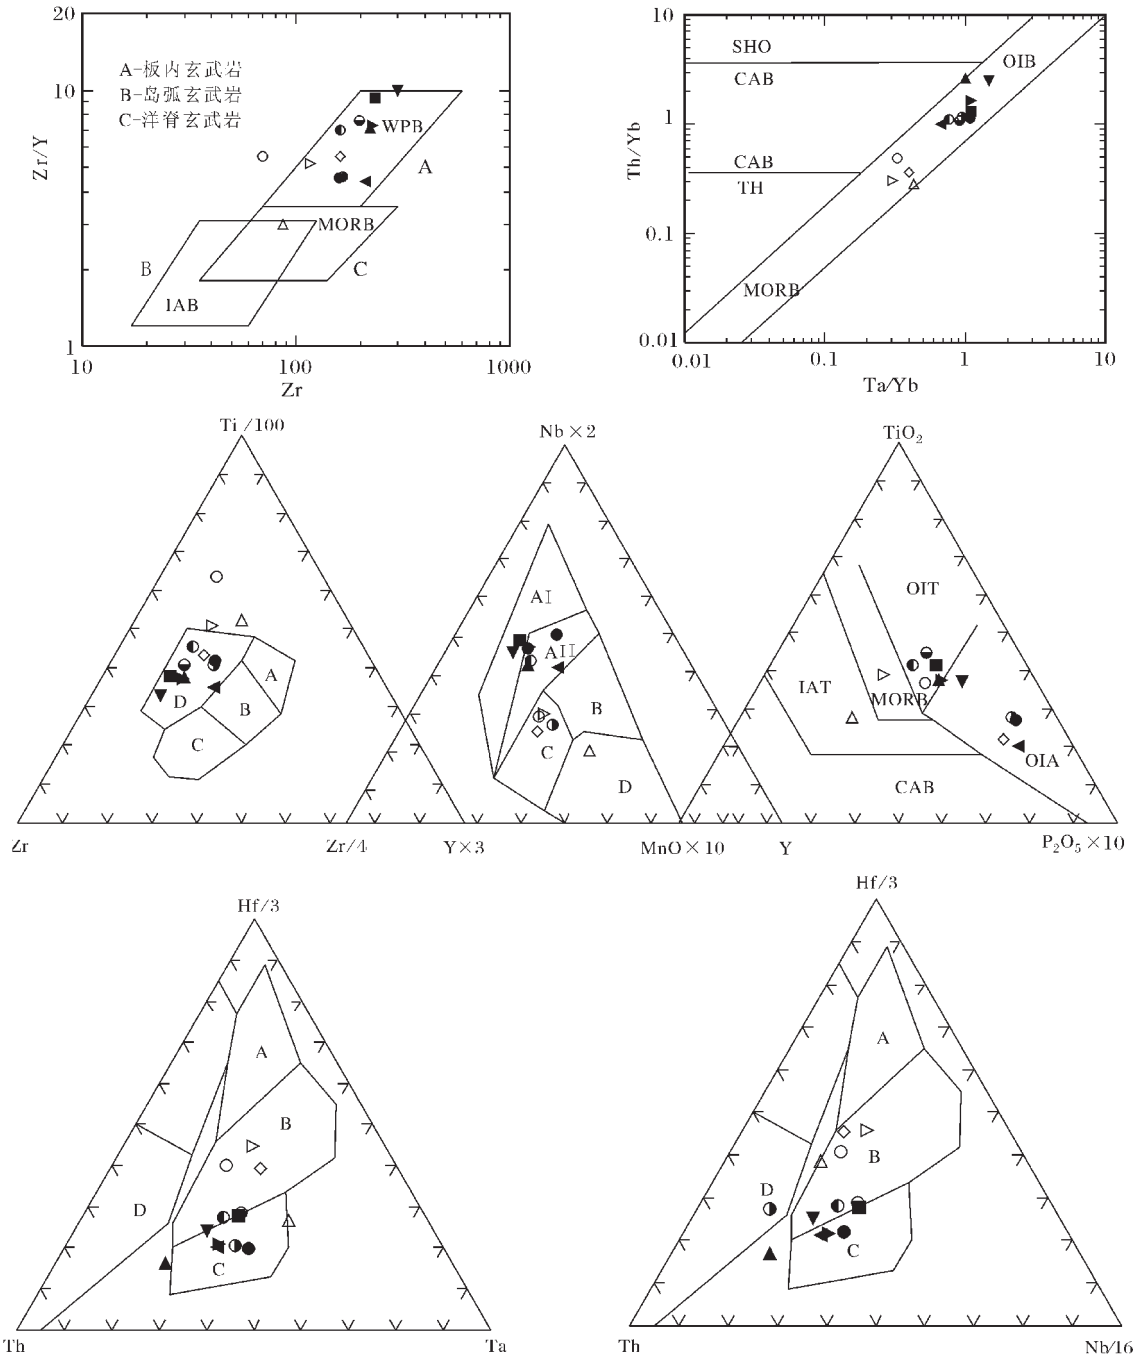 20
A-板内玄武岩
B-岛弧玄武岩
C-洋脊玄武岩
10
Zr/Y
WPB
A
MORB
B
C
IAB
1
10
100
1000
Zr
10
SHO
OIB
CAB
1
Th/Yb
CAB
TH
0.1
MORB
0.01
0.01
0.1
1
10
Ta/Yb
Ti/100
A
D
B
C
Zr
Y×3
Nb×2
AI
AII
B
C
D
Zr/4
Y
TiO₂
OIT
IAT
MORB
OIA
CAB
MnO×10
P₂O₅×10
Hf/3
A
B
D
C
Th
Ta
Hf/3
A
B
D
C
Th
Nb/16